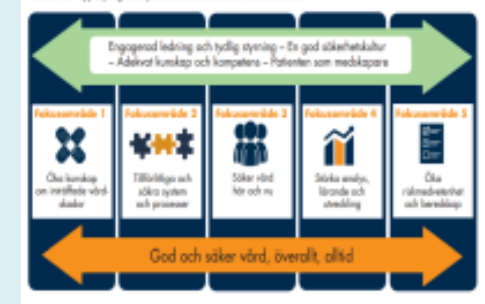 Engagerad ledning och tydlig styrning – En god säkerhetskultur
– Adekvat kunskap och kompetens – Patienten som medskapare
Fokusområde 1
Öka kunskap
om inträffade vård-
skador
Fokusområde 2
Tillförlitliga och
säkra system
och processer
Fokusområde 3
Säker vård
här och nu
Fokusområde 4
Stärka analys,
lärande och
utveckling
Fokusområde 5
Öka
riskmedvetenhet
och beredskap
God och säker vård, överallt, alltid